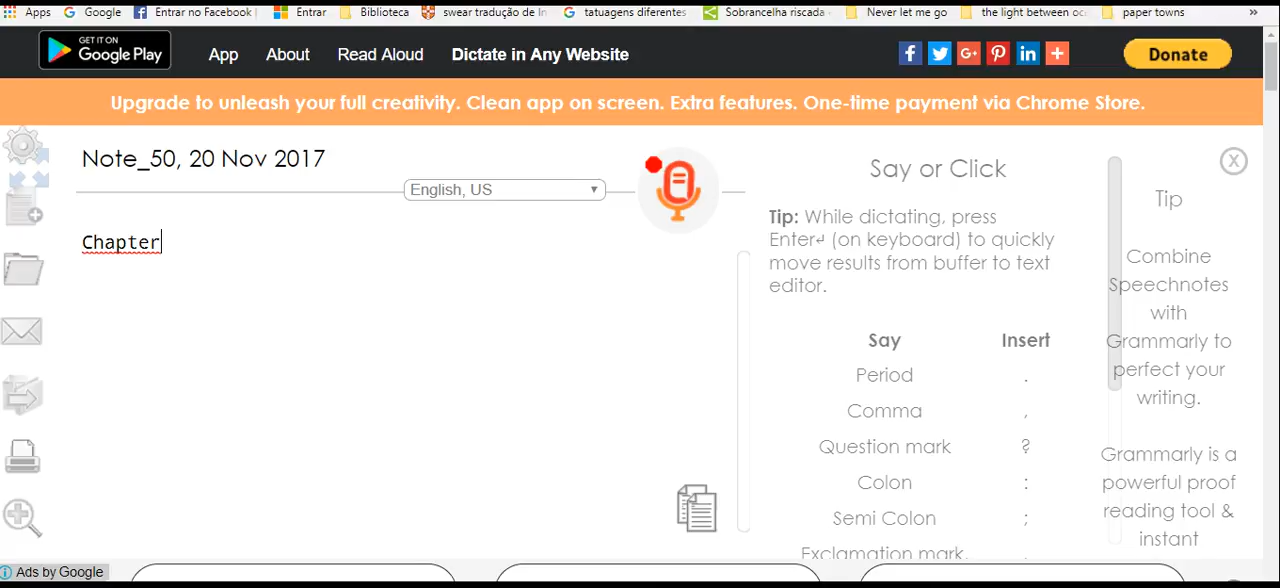 Apps Google Entrar no Facebook Entrar Biblioteca swear tradução de In tatuagens diferentes Sobrancelha riscada Never let me go the light between oc paper towns »
GET IT ON
Google Play App About Read Aloud Dictate in Any Website Donate
Upgrade to unleash your full creativity. Clean app on screen. Extra features. One-time payment via Chrome Store.
Note_50, 20 Nov 2017
English, US
Chapter
Say or Click
Tip: While dictating, press
Enter↵ (on keyboard) to quickly
move results from buffer to text
editor.
Say Insert
Period .
Comma ,
Question mark ?
Colon :
Semi Colon ;
Exclamation mark
Tip
Combine
Speechnotes
with
Grammarly to
perfect your
writing.
Grammarly is a
powerful proof
reading tool &
instant
Ads by Google